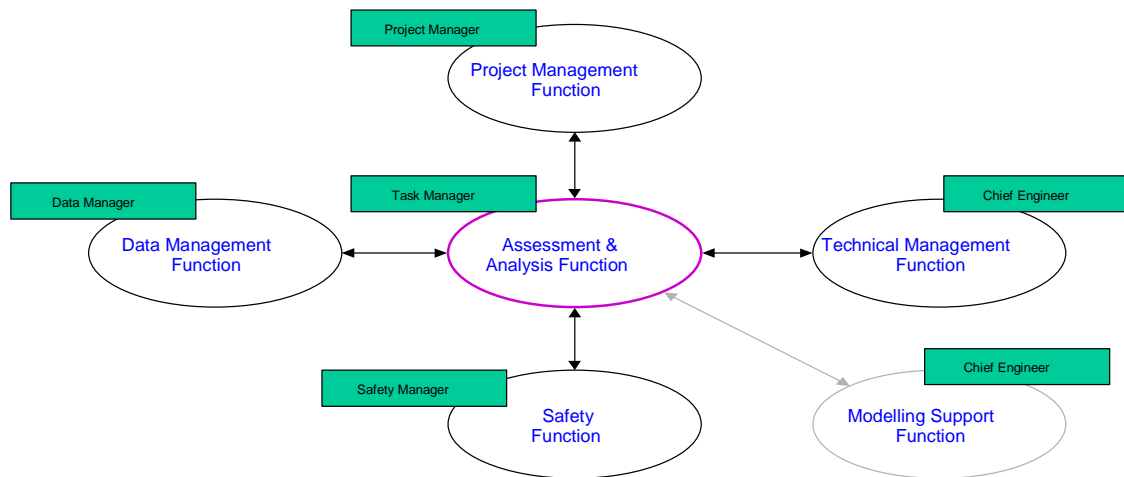 Project Manager
Project Management
Function
Data Manager
Task Manager
Chief Engineer
Data Management
Function
Assessment &
Analysis Function
Technical Management
Function
Safety Manager
Chief Engineer
Safety
Function
Modelling Support
Function